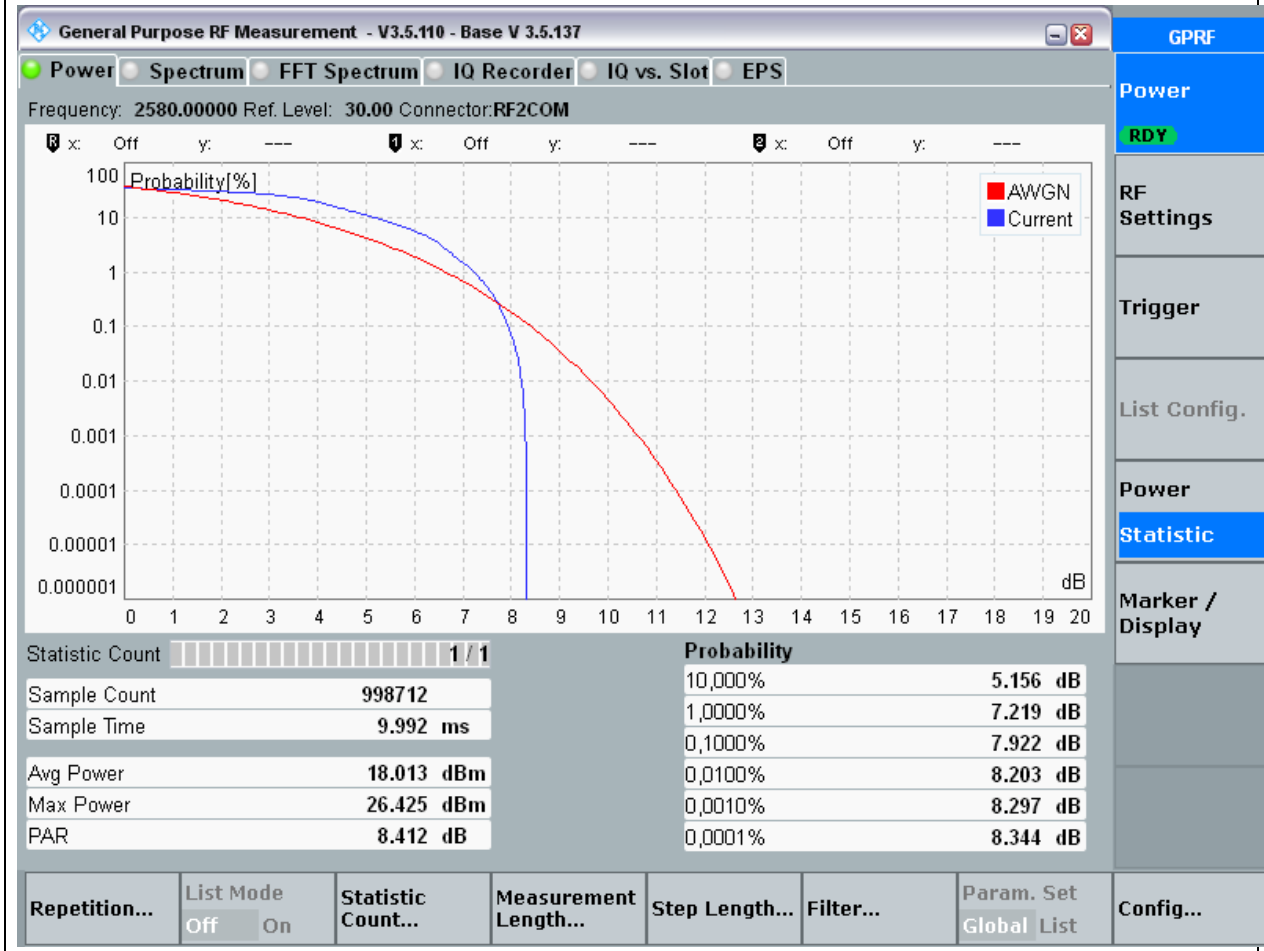 General Purpose RF Measurement - V3.5.110 - Base V 3.5.137
GPRF
Power Spectrum FFT Spectrum IQ Recorder IQ vs. Slot EPS
Frequency: 2580.00000 Ref. Level: 30.00 Connector:RF2COM
R x: Off y: --- 1 x: Off y: --- 2 x: Off y: ---
Probability[%]
100
10
1
0.1
0.01
0.001
0.0001
0.00001
0.000001
AWGN
Current
dB
0 1 2 3 4 5 6 7 8 9 10 11 12 13 14 15 16 17 18 19 20
Statistic Count 1 / 1
Sample Count 998712
Sample Time 9.992 ms
Avg Power 18.013 dBm
Max Power 26.425 dBm
PAR 8.412 dB
Probability
10,000% 5.156 dB
1,0000% 7.219 dB
0,1000% 7.922 dB
0,0100% 8.203 dB
0,0010% 8.297 dB
0,0001% 8.344 dB
Power
RDY
RF
Settings
Trigger
List Config.
Power
Statistic
Marker /
Display
Repetition...
List Mode
Off On
Statistic
Count...
Measurement
Length...
Step Length...
Filter...
Param. Set
Global List
Config...